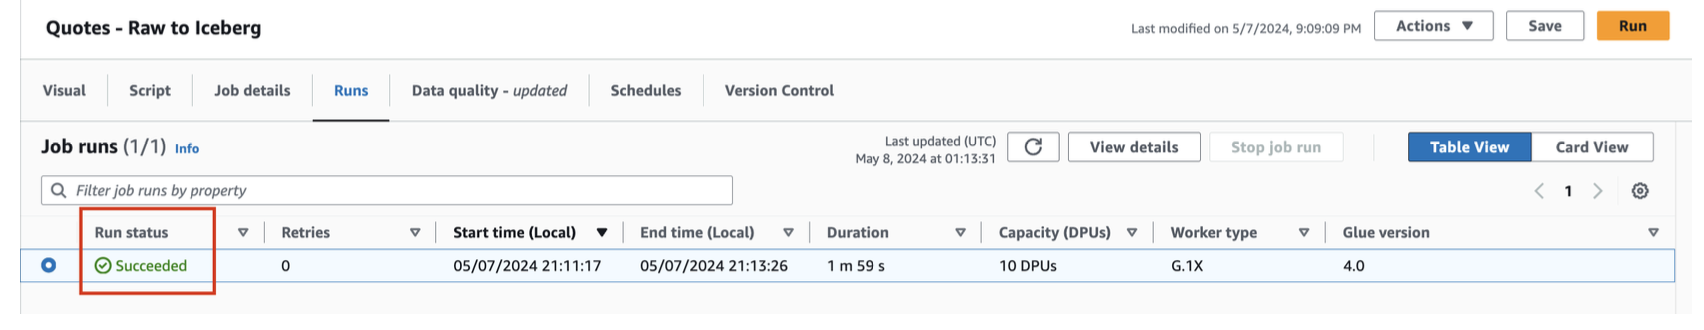 Quotes - Raw to Iceberg
Last modified on 5/7/2024, 9:09:09 PM
Actions
Save
Run
Visual
Script
Job details
Runs
Data quality - updated
Schedules
Version Control
Job runs (1/1) Info
Last updated (UTC)
May 8, 2024 at 01:13:31
View details
Stop job run
Table View
Card View
Filter job runs by property
1
Run status
Retries
Start time (Local)
End time (Local)
Duration
Capacity (DPUs)
Worker type
Glue version
Succeeded
0
05/07/2024 21:11:17
05/07/2024 21:13:26
1 m 59 s
10 DPUs
G.1X
4.0